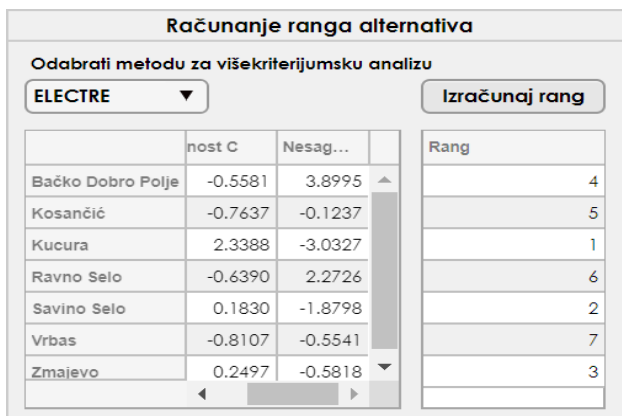 Računanje ranga alternativa
Odabrati metodu za višekriterijumsku analizu
ELECTRE ▼ Izračunaj rang
nost C Nesag... Rang
Bačko Dobro Polje -0.5581 3.8995 4
Kosančić -0.7637 -0.1237 5
Kucura 2.3388 -3.0327 1
Ravno Selo -0.6390 2.2726 6
Savino Selo 0.1830 -1.8798 2
Vrbas -0.8107 -0.5541 7
Zmajevo 0.2497 -0.5818 3